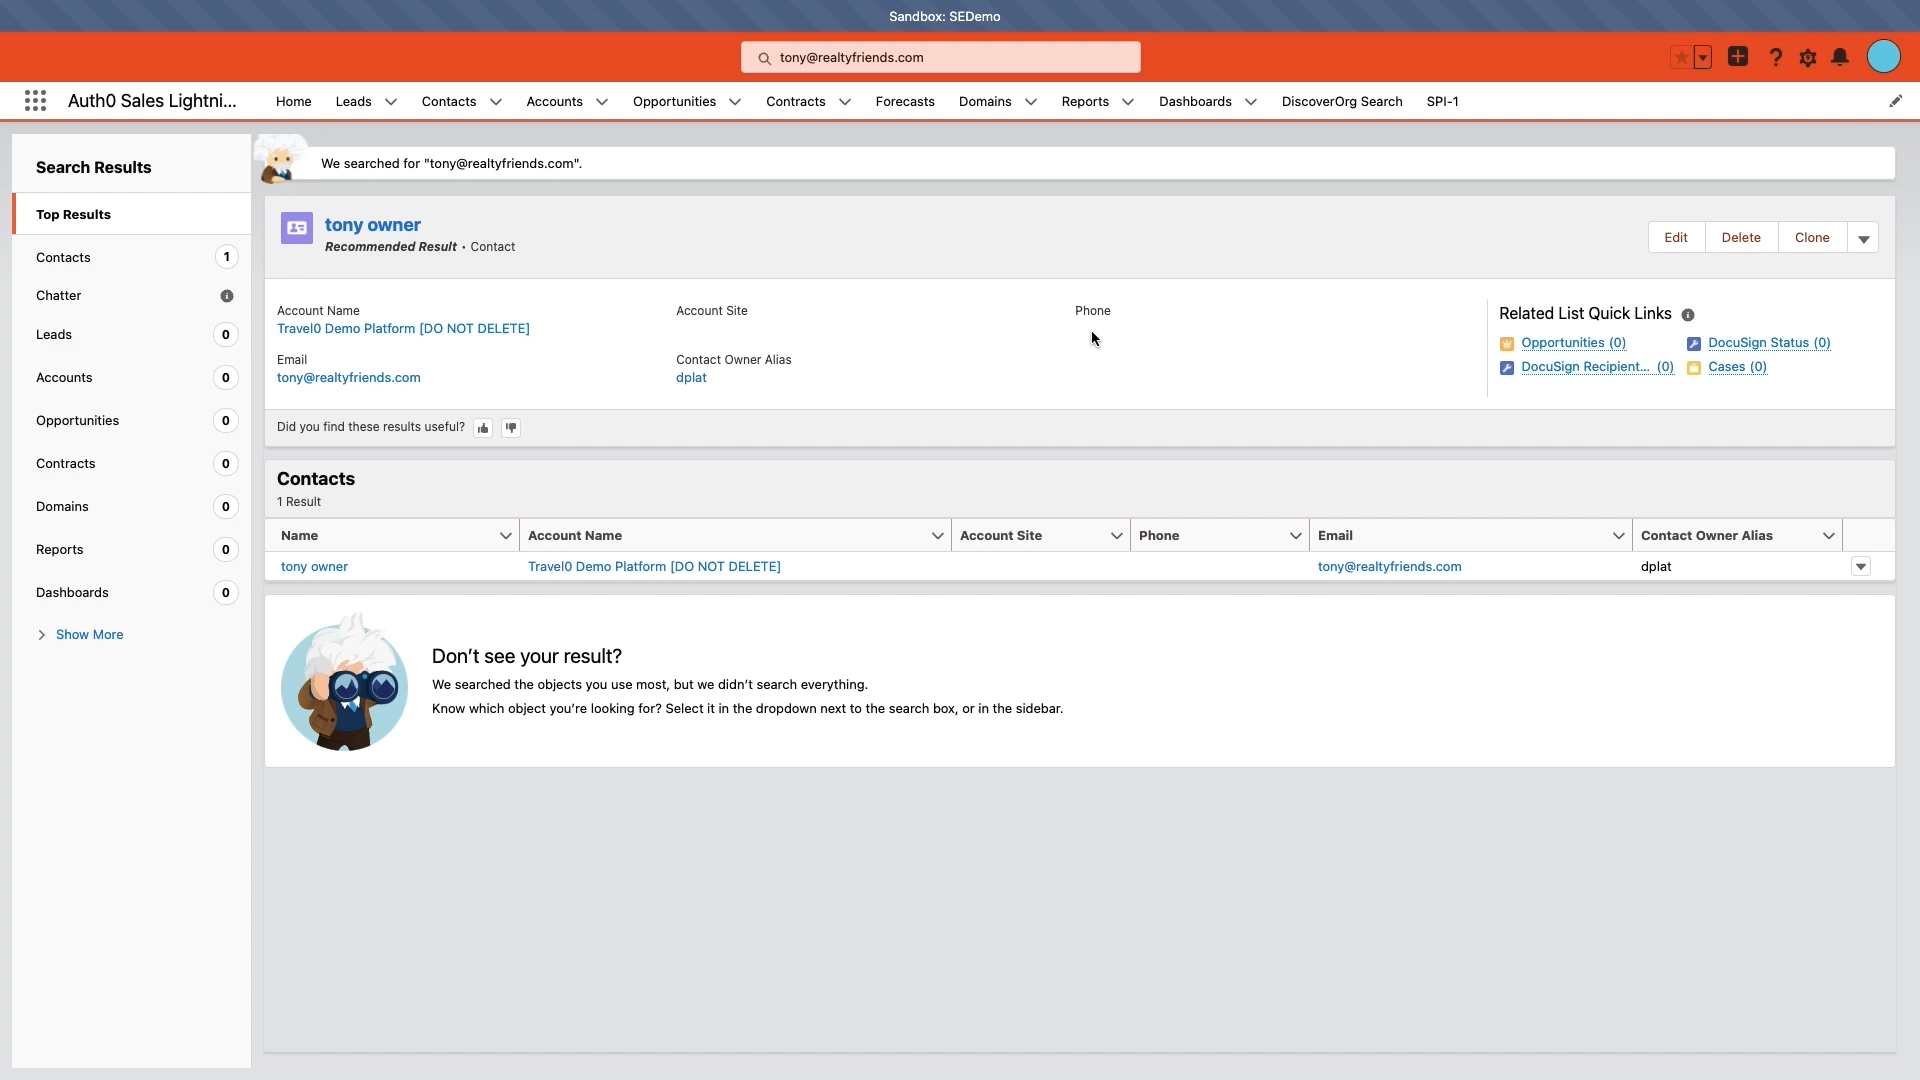 Sandbox: SEDemo
tony@realtyfriends.com
Auth0 Sales Lightni...
Home
Leads
Contacts
Accounts
Opportunities
Contracts
Forecasts
Domains
Reports
Dashboards
DiscoverOrg Search
SPI-1
Search Results
Top Results
Contacts 1
Chatter
Leads 0
Accounts 0
Opportunities 0
Contracts 0
Domains 0
Reports 0
Dashboards 0
Show More
We searched for "tony@realtyfriends.com".
tony owner
Recommended Result • Contact
Edit
Delete
Clone
Account Name
Travel0 Demo Platform [DO NOT DELETE]
Account Site
Phone
Email
tony@realtyfriends.com
Contact Owner Alias
dplat
Related List Quick Links
Opportunities (0)
DocuSign Status (0)
DocuSign Recipient... (0)
Cases (0)
Did you find these results useful?
Contacts
1 Result
Name
Account Name
Account Site
Phone
Email
Contact Owner Alias
tony owner
Travel0 Demo Platform [DO NOT DELETE]
tony@realtyfriends.com
dplat
Don't see your result?
We searched the objects you use most, but we didn't search everything.
Know which object you're looking for? Select it in the dropdown next to the search box, or in the sidebar.